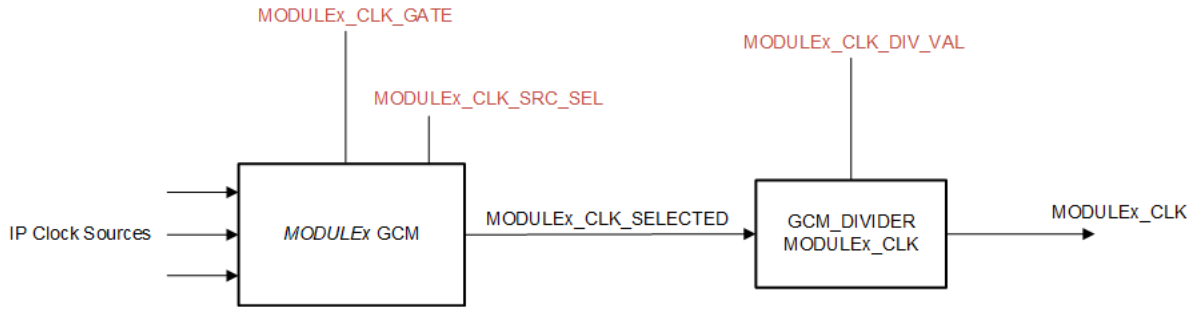 MODULEx_CLK_GATE
MODULEx_CLK_DIV_VAL
MODULEx_CLK_SRC_SEL
IP Clock Sources
MODULEx GCM
MODULEx_CLK_SELECTED
GCM_DIVIDER
MODULEx_CLK
MODULEx_CLK